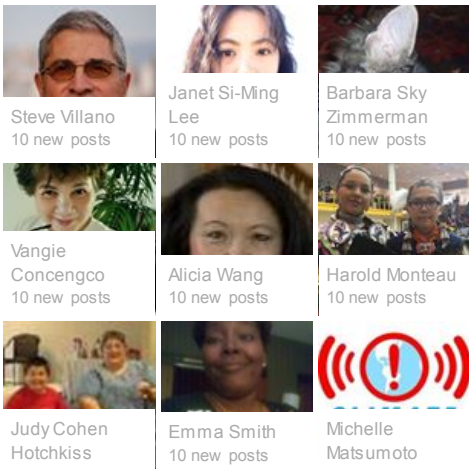 Steve Villano
10 new posts
Janet Si-Ming
Lee
10 new posts
Barbara Sky
Zimmerman
10 new posts
Vangie
Concengco
10 new posts
Alicia Wang
10 new posts
Harold Monteau
10 new posts
Judy Cohen
Hotchkiss
Emma Smith
10 new posts
Michelle
Matsumoto